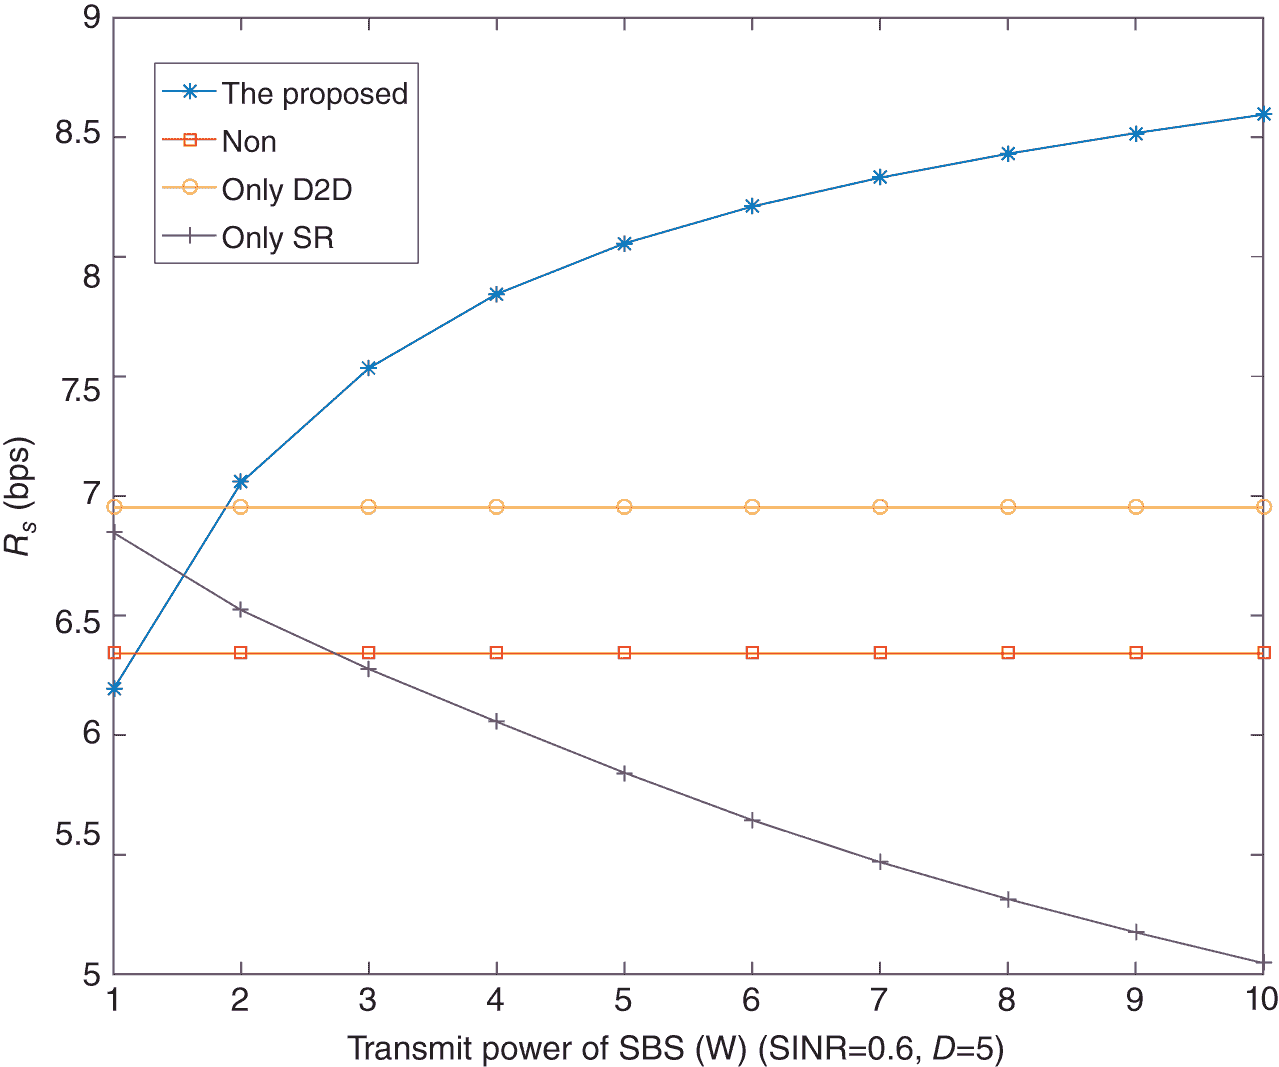 9
8.5
8
7.5
7
6.5
6
5.5
5
R_s (bps)
The proposed
Non
Only D2D
Only SR
1 2 3 4 5 6 7 8 9 10
Transmit power of SBS (W) (SINR=0.6, D=5)